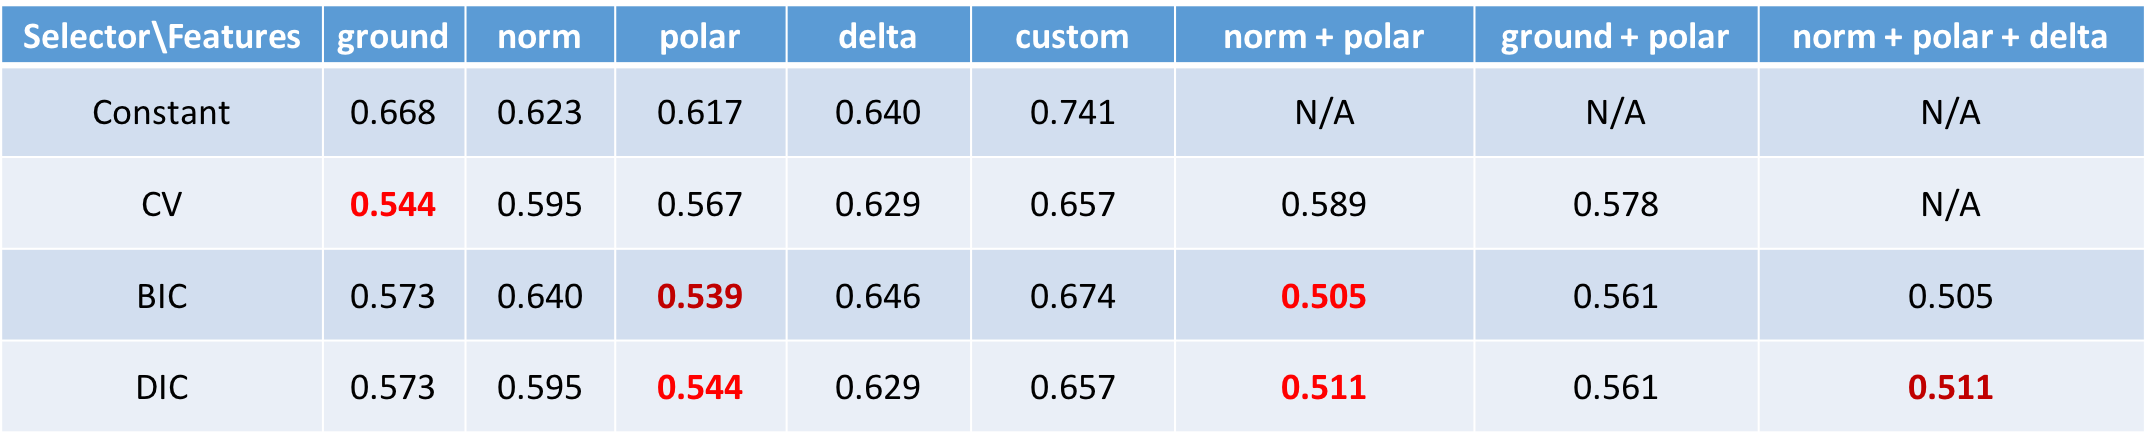 Selector\Features ground norm polar delta custom norm + polar ground + polar norm + polar + delta
Constant 0.668 0.623 0.617 0.640 0.741 N/A N/A N/A
CV 0.544 0.595 0.567 0.629 0.657 0.589 0.578 N/A
BIC 0.573 0.640 0.539 0.646 0.674 0.505 0.561 0.505
DIC 0.573 0.595 0.544 0.629 0.657 0.511 0.561 0.511